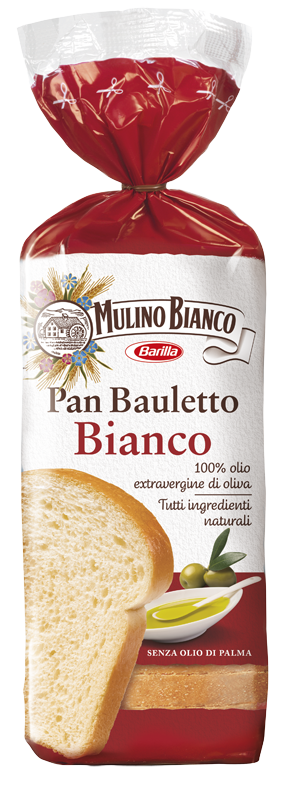 MULINO BIANCO
Barilla
Pan Bauletto
Bianco
100% olio
extravergine di oliva
Tutti ingredienti
naturali
SENZA OLIO DI PALMA